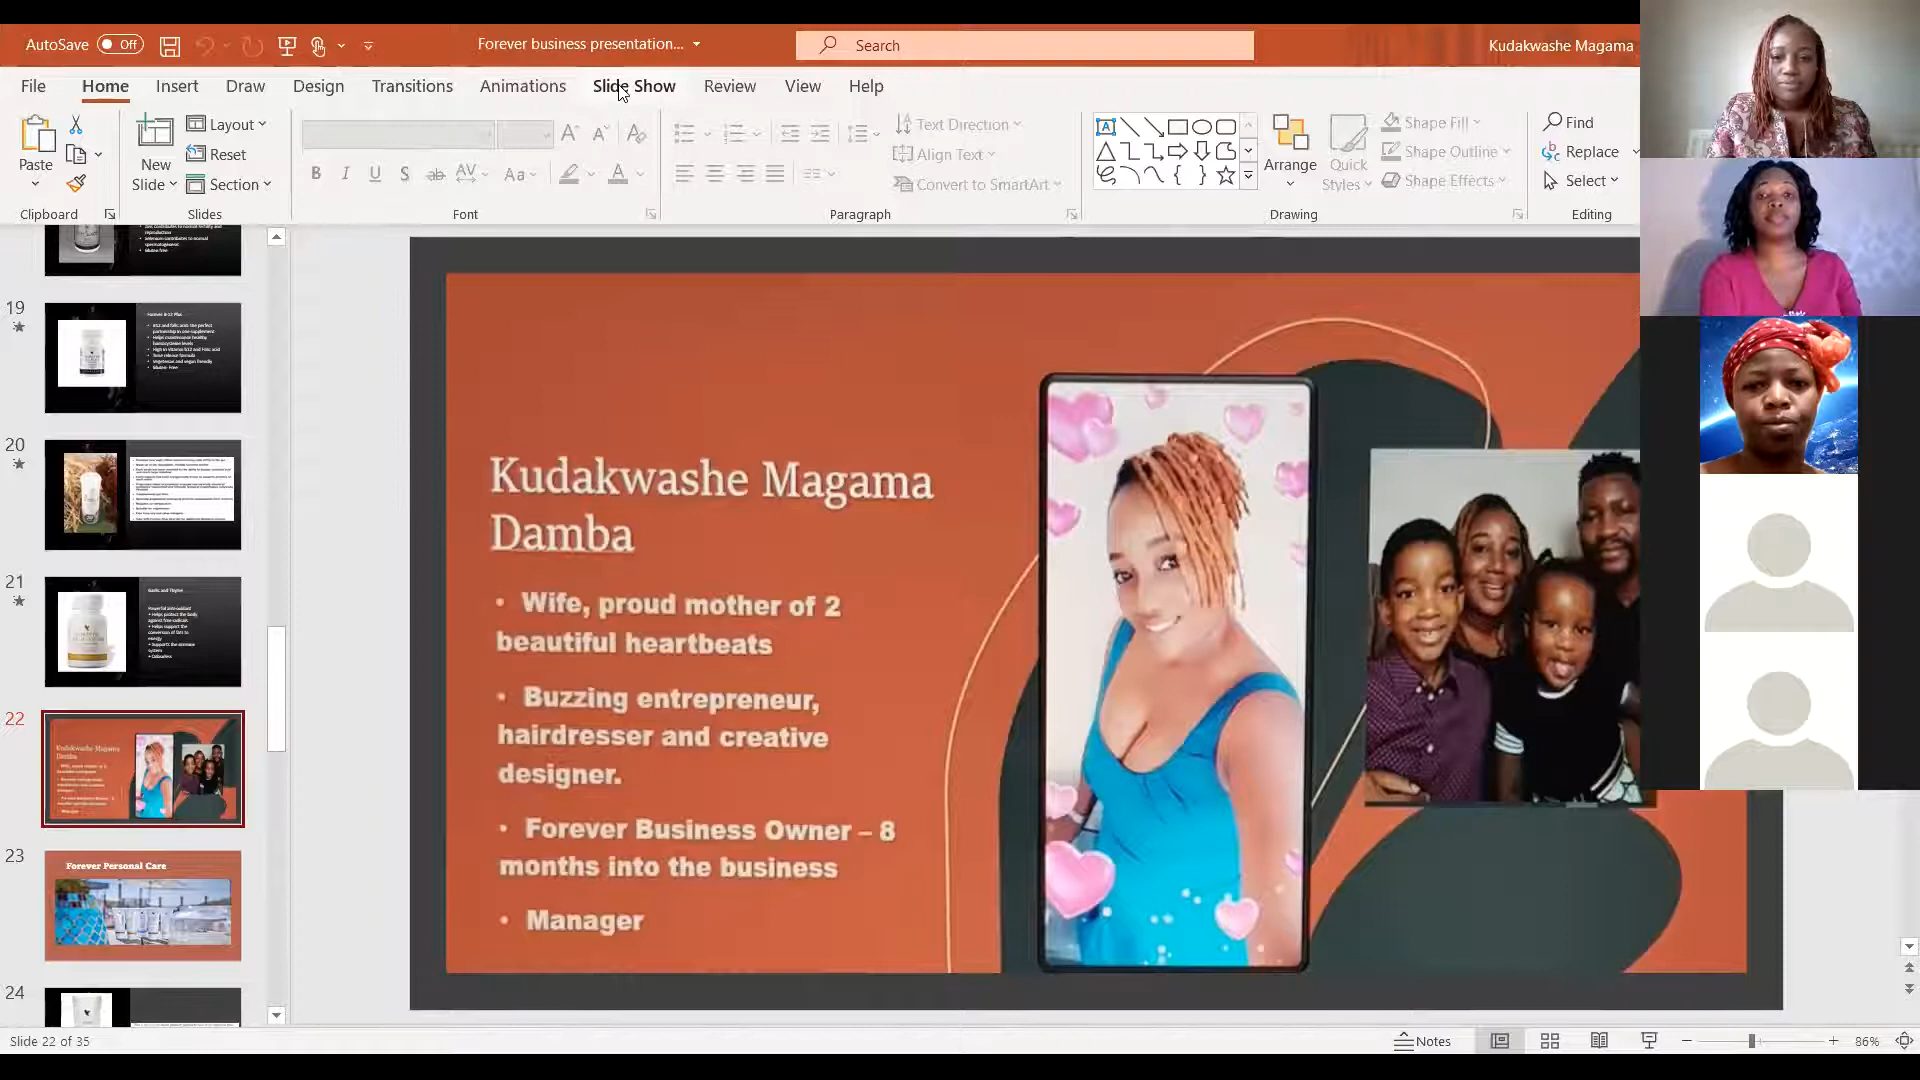 AutoSave Off
Forever business presentation...
Search
Kudakwashe Magama
File Home Insert Draw Design Transitions Animations Slide Show Review View Help
Paste
Clipboard
New Slide
Layout
Reset
Section
Slides
Font
Text Direction
Align Text
Convert to SmartArt
Paragraph
Arrange
Quick Styles
Shape Fill
Shape Outline
Shape Effects
Drawing
Find
Replace
Select
Editing
19
20
21
22
23
Forever Personal Care
24
Kudakwashe Magama
Damba
• Wife, proud mother of 2
beautiful heartbeats
• Buzzing entrepreneur,
hairdresser and creative
designer.
• Forever Business Owner – 8
months into the business
• Manager
Slide 22 of 35
Notes
86%